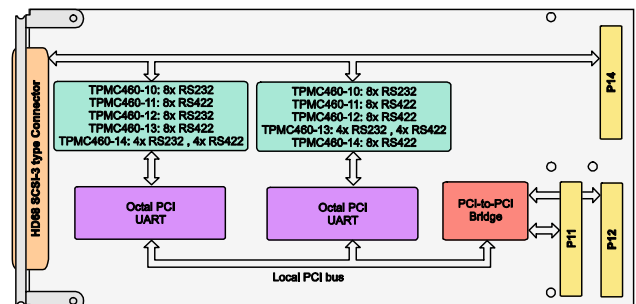 HD68 SCSI-3 type Connector
TPMC460-10: 8x RS232
TPMC460-11: 8x RS422
TPMC460-12: 8x RS232
TPMC460-13: 8x RS422
TPMC460-14: 4x RS232 , 4x RS422
TPMC460-10: 8x RS232
TPMC460-11: 8x RS422
TPMC460-12: 8x RS422
TPMC460-13: 4x RS232 , 4x RS422
TPMC460-14: 8x RS422
P14
Octal PCI
UART
Octal PCI
UART
PCI-to-PCI
Bridge
P11
P12
Local PCI bus